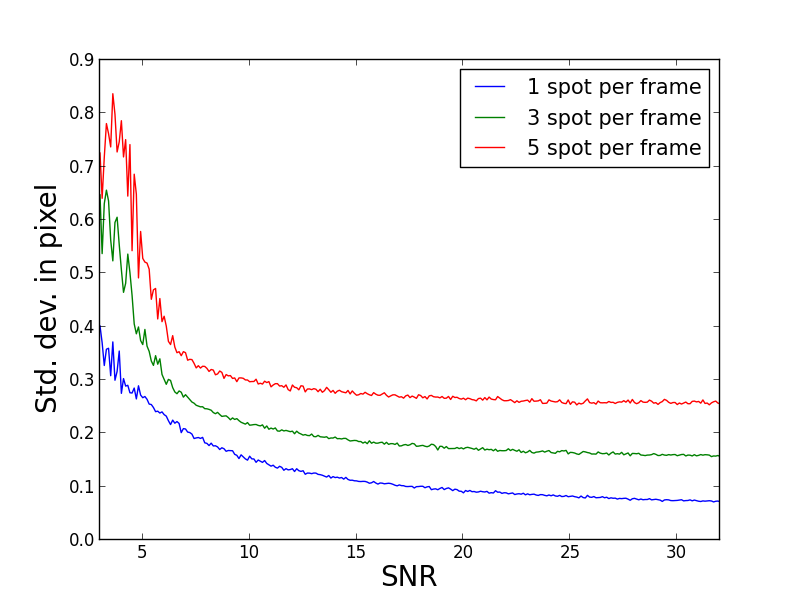 0.9
0.8
0.7
0.6
0.5
0.4
0.3
0.2
0.1
0.0
Std. dev. in pixel
1 spot per frame
3 spot per frame
5 spot per frame
5 10 15 20 25 30
SNR